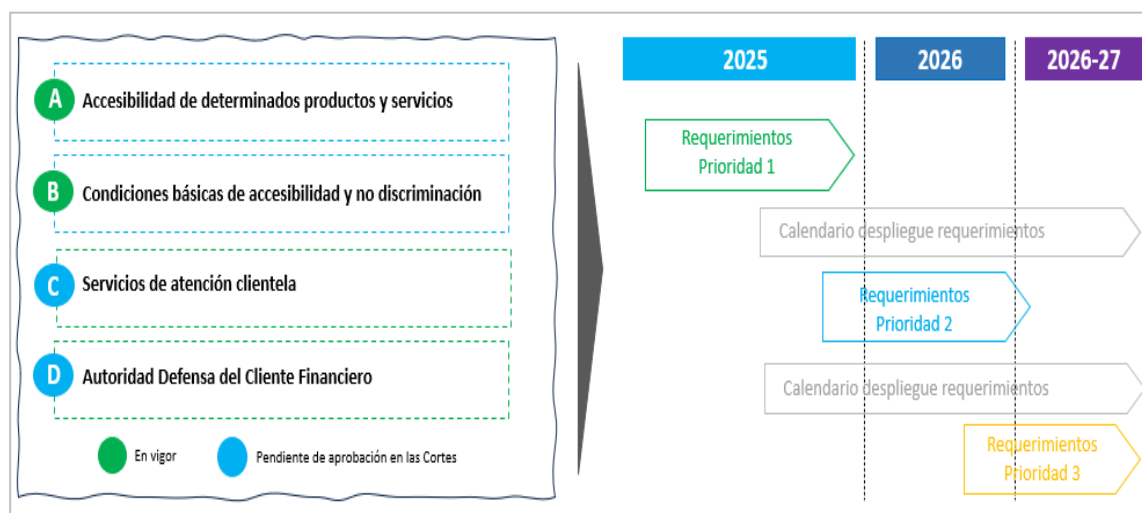 A
Accesibilidad de determinados productos y servicios
B
Condiciones básicas de accesibilidad y no discriminación
C
Servicios de atención clientela
D
Autoridad Defensa del Cliente Financiero
En vigor
Pendiente de aprobación en las Cortes
2025
2026
2026-27
Requerimientos
Prioridad 1
Calendario despliegue requerimientos
Requerimientos
Prioridad 2
Calendario despliegue requerimientos
Requerimientos
Prioridad 3